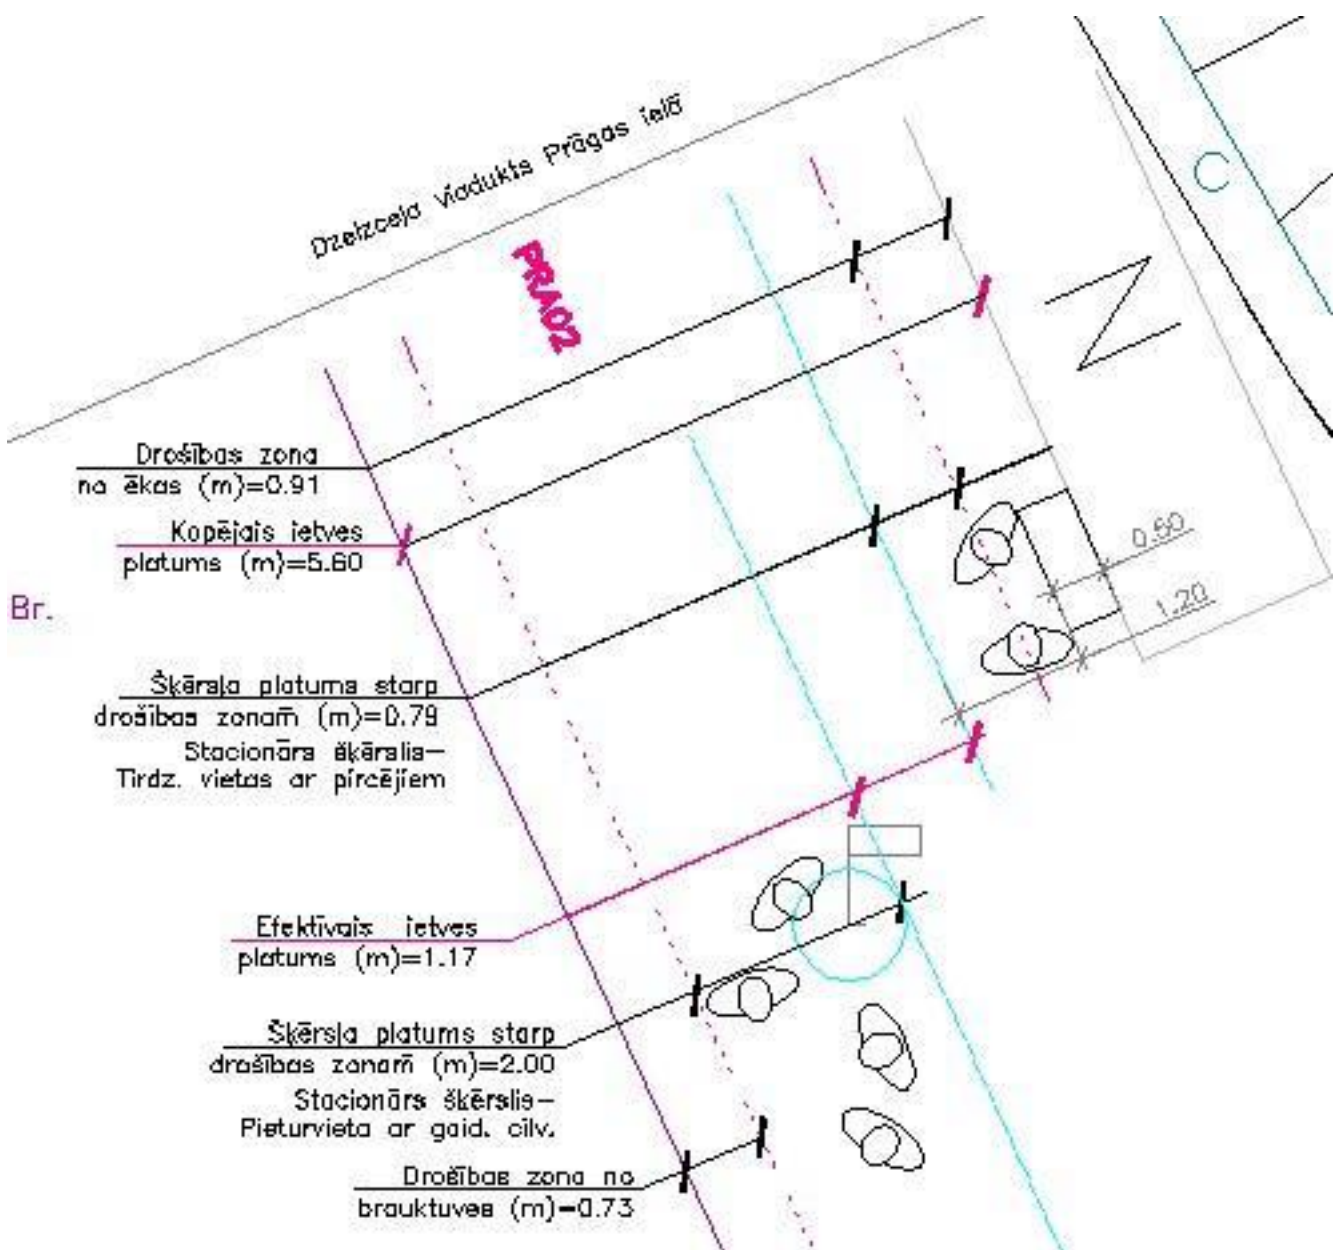 Dzelzceļa viadukts Prāgas ielā
PRA02
C
Drošības zona
no ēkas (m)=0.91
Kopējais ietves
platums (m)=5.60
Br.
0.60
1.20
Šķēršļa platums starp
drošības zonām (m)=0.79
Stacionārs šķērslis-
Tirdz. vietas ar pircējiem
Efektīvais ietves
platums (m)=1.17
Šķēršļa platums starp
drošības zonām (m)=2.00
Stacionārs šķērslis-
Pieturvieta ar gaid. cilv.
Drošības zona no
brauktuves (m)=0.73